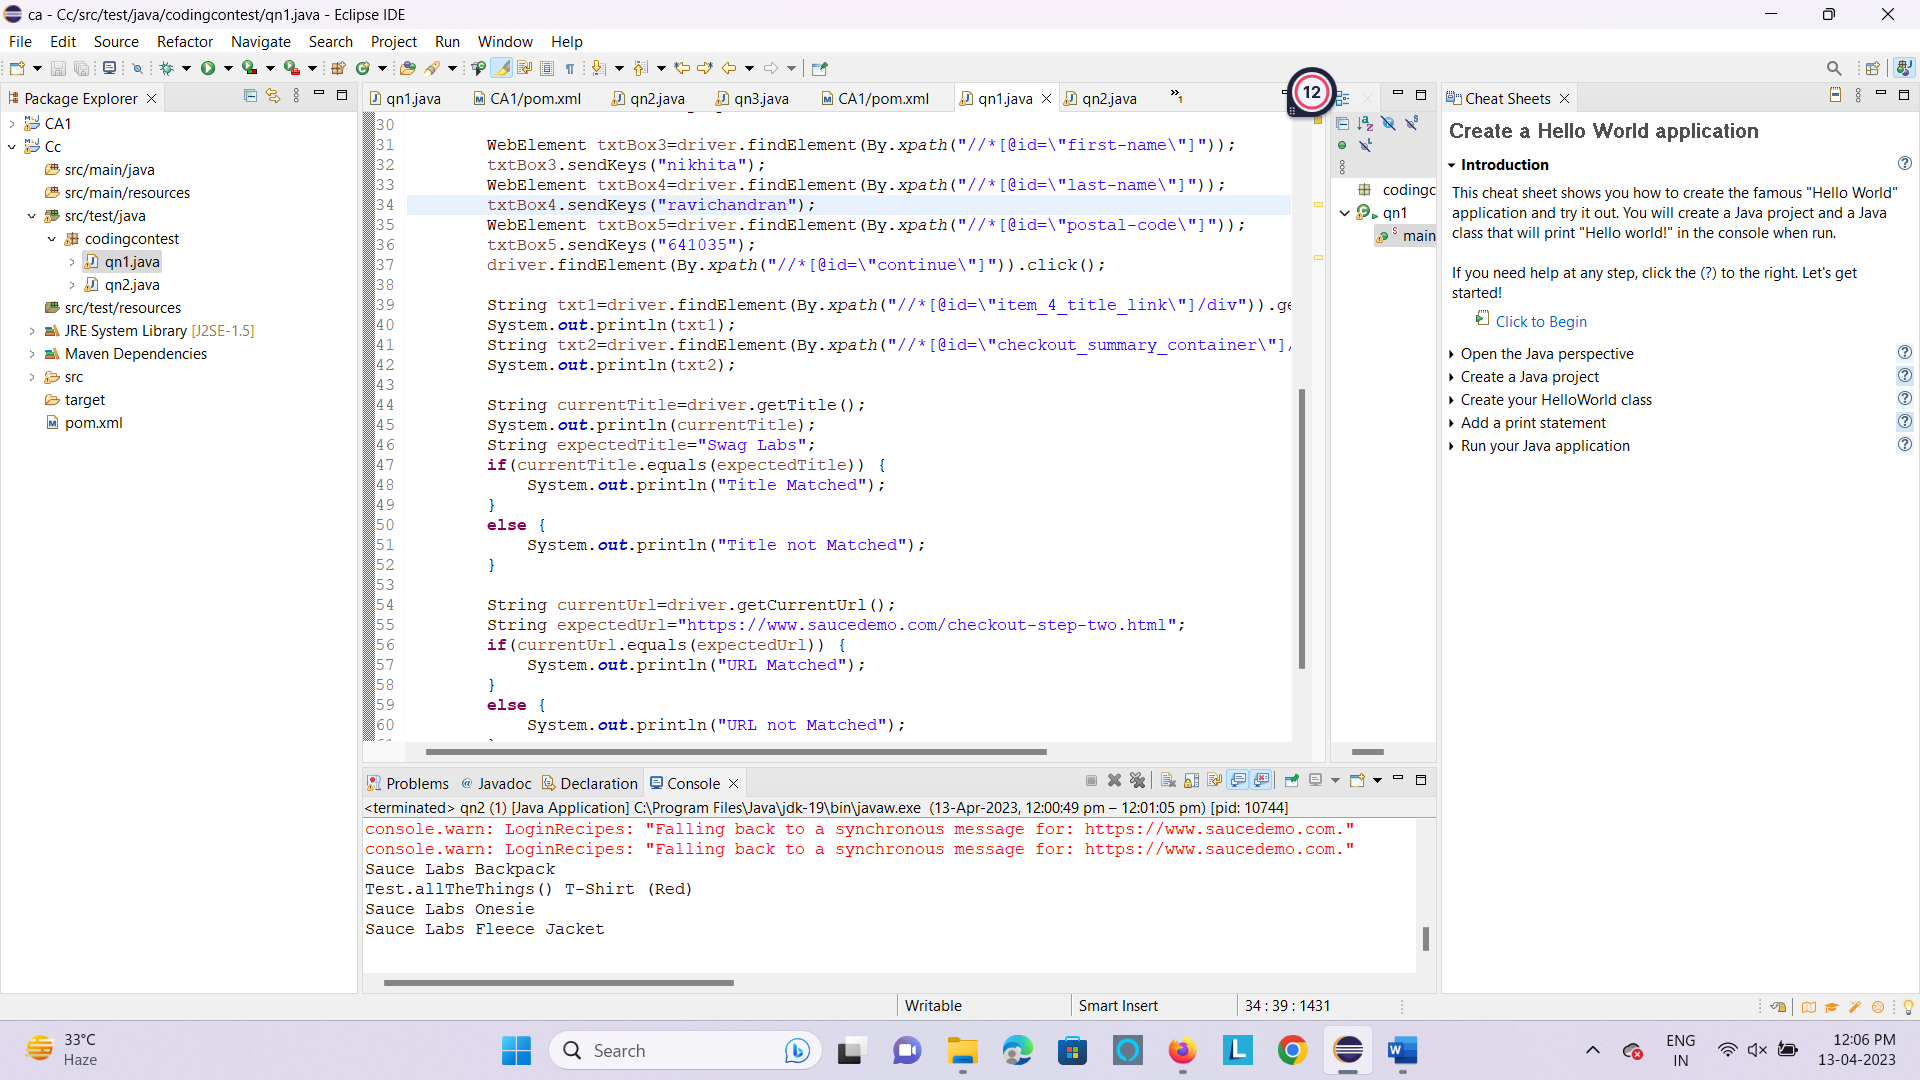 ca - Cc/src/test/java/codingcontest/qn1.java - Eclipse IDE
File Edit Source Refactor Navigate Search Project Run Window Help
Package Explorer
qn1.java CA1/pom.xml qn2.java qn3.java CA1/pom.xml qn1.java qn2.java »1
12
Cheat Sheets
CA1
Cc
src/main/java
src/main/resources
src/test/java
codingcontest
qn1.java
qn2.java
src/test/resources
JRE System Library [J2SE-1.5]
Maven Dependencies
src
target
pom.xml
30
31 WebElement txtBox3=driver.findElement(By.xpath("//*[@id=\"first-name\"]"));
32 txtBox3.sendKeys("nikhita");
33 WebElement txtBox4=driver.findElement(By.xpath("//*[@id=\"last-name\"]"));
34 txtBox4.sendKeys("ravichandran");
35 WebElement txtBox5=driver.findElement(By.xpath("//*[@id=\"postal-code\"]"));
36 txtBox5.sendKeys("641035");
37 driver.findElement(By.xpath("//*[@id=\"continue\"]")).click();
38
39 String txt1=driver.findElement(By.xpath("//*[@id=\"item_4_title_link\"]/div")).ge
40 System.out.println(txt1);
41 String txt2=driver.findElement(By.xpath("//*[@id=\"checkout_summary_container\"]/
42 System.out.println(txt2);
43
44 String currentTitle=driver.getTitle();
45 System.out.println(currentTitle);
46 String expectedTitle="Swag Labs";
47 if(currentTitle.equals(expectedTitle)) {
48 System.out.println("Title Matched");
49 }
50 else {
51 System.out.println("Title not Matched");
52 }
53
54 String currentUrl=driver.getCurrentUrl();
55 String expectedUrl="https://www.saucedemo.com/checkout-step-two.html";
56 if(currentUrl.equals(expectedUrl)) {
57 System.out.println("URL Matched");
58 }
59 else {
60 System.out.println("URL not Matched");
codingc
qn1
main
Create a Hello World application
Introduction
This cheat sheet shows you how to create the famous "Hello World"
application and try it out. You will create a Java project and a Java
class that will print "Hello world!" in the console when run.
If you need help at any step, click the (?) to the right. Let's get
started!
Click to Begin
Open the Java perspective
Create a Java project
Create your HelloWorld class
Add a print statement
Run your Java application
Problems @ Javadoc Declaration Console
<terminated> qn2 (1) [Java Application] C:\Program Files\Java\jdk-19\bin\javaw.exe (13-Apr-2023, 12:00:49 pm – 12:01:05 pm) [pid: 10744]
console.warn: LoginRecipes: "Falling back to a synchronous message for: https://www.saucedemo.com."
console.warn: LoginRecipes: "Falling back to a synchronous message for: https://www.saucedemo.com."
Sauce Labs Backpack
Test.allTheThings() T-Shirt (Red)
Sauce Labs Onesie
Sauce Labs Fleece Jacket
Writable Smart Insert 34 : 39 : 1431
33°C
Haze
Search
ENG
IN
12:06 PM
13-04-2023